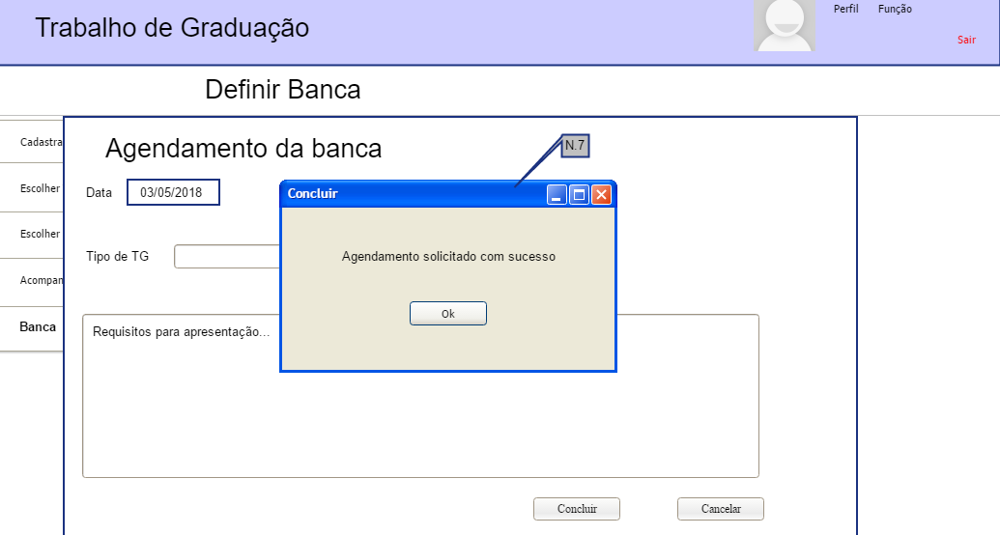 Trabalho de Graduação
Perfil Função
Sair
Definir Banca
Cadastra
Escolher
Escolher
Acompan
Banca
Agendamento da banca
N.7
Data 03/05/2018
Tipo de TG
Concluir
Agendamento solicitado com sucesso
Ok
Requisitos para apresentação...
Concluir Cancelar